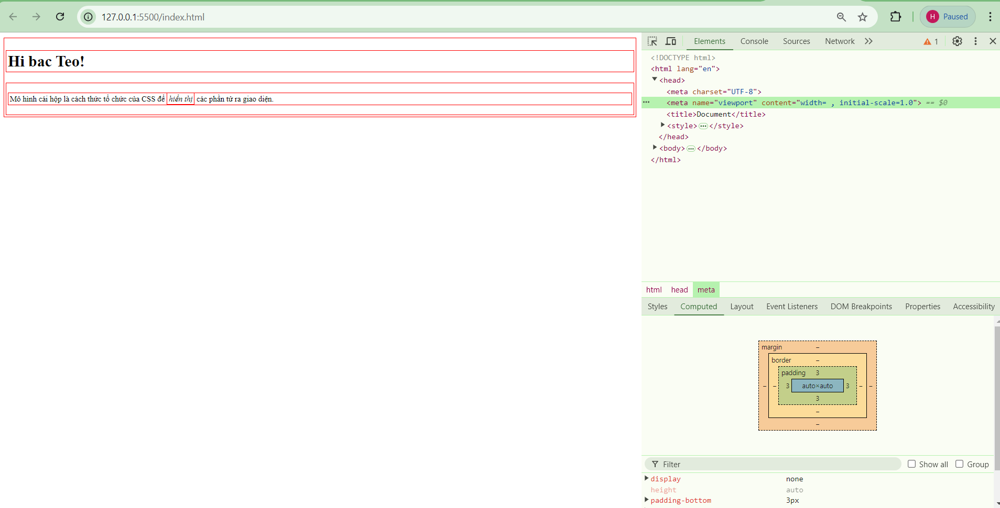 127.0.0.1:5500/index.html
H Paused
Hi bac Teo!
Mô hình cái hộp là cách thức tổ chức của CSS để hiển thị các phần tử ra giao diện.
Elements Console Sources Network 1
<!DOCTYPE html>
<html lang="en">
<head>
<meta charset="UTF-8">
<meta name="viewport" content="width= , initial-scale=1.0"> == $0
<title>Document</title>
<style>…</style>
</head>
<body>…</body>
</html>
html head meta
Styles Computed Layout Event Listeners DOM Breakpoints Properties Accessibility
margin –
border –
padding 3
– – 3 auto×auto 3 – –
3
–
–
Filter Show all Group
display none
height auto
padding-bottom 3px